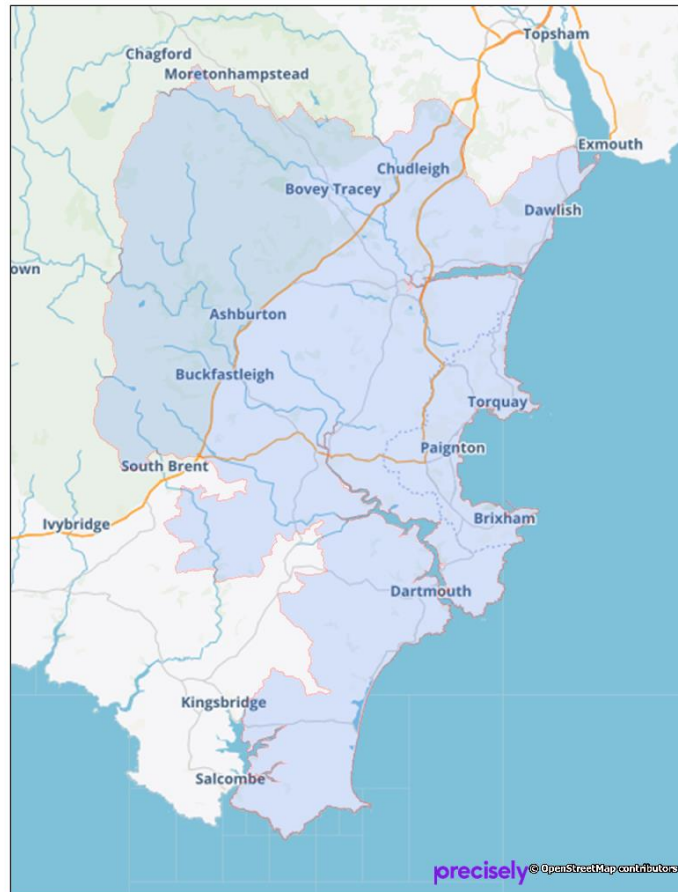 Topsham
Chagford
Moretonhampstead
Exmouth
Chudleigh
Bovey Tracey
Dawlish
own
Ashburton
Buckfastleigh
Torquay
Paignton
South Brent
Brixham
Ivybridge
Dartmouth
Kingsbridge
Salcombe
precisely © OpenStreetMap contributors